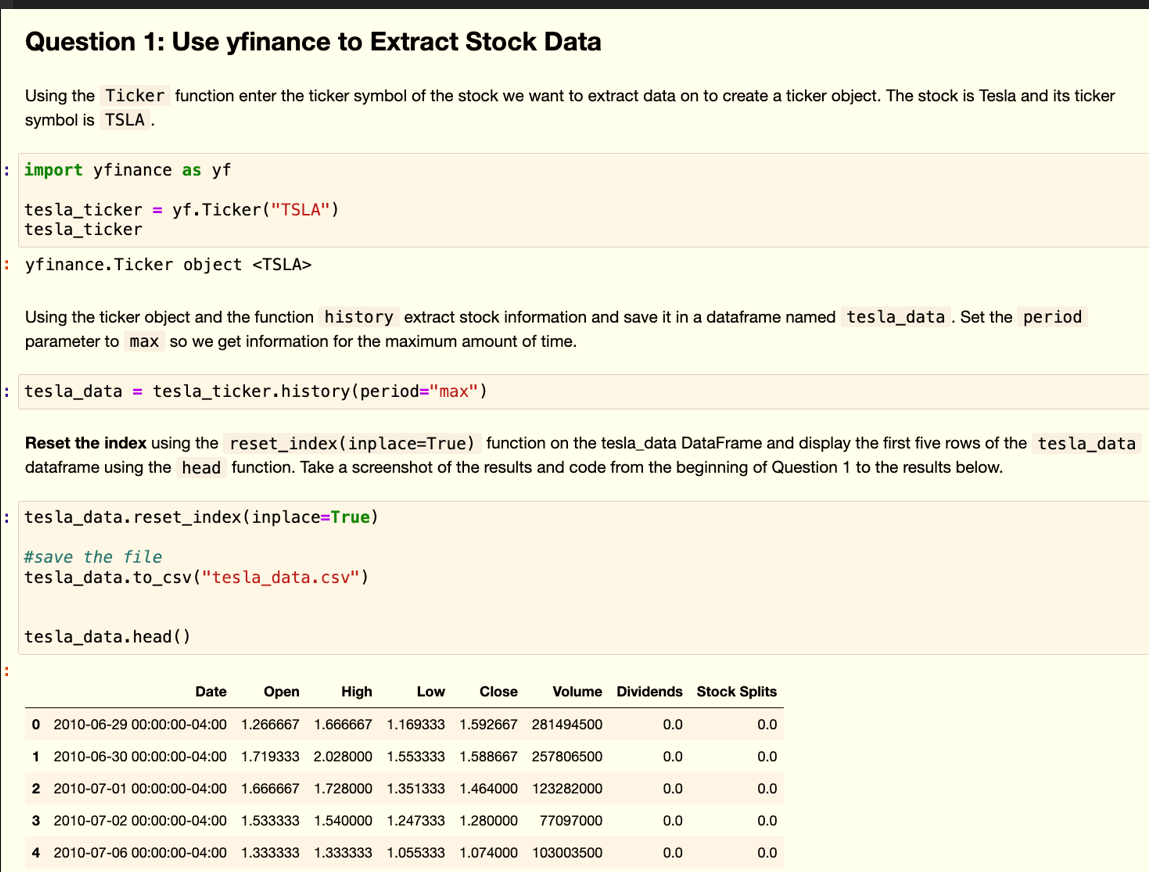 Question 1: Use yfinance to Extract Stock Data
Using the Ticker function enter the ticker symbol of the stock we want to extract data on to create a ticker object. The stock is Tesla and its ticker
symbol is TSLA .
: import yfinance as yf
tesla_ticker = yf.Ticker("TSLA")
tesla_ticker
: yfinance.Ticker object <TSLA>
Using the ticker object and the function history extract stock information and save it in a dataframe named tesla_data . Set the period
parameter to max so we get information for the maximum amount of time.
: tesla_data = tesla_ticker.history(period="max")
Reset the index using the reset_index(inplace=True) function on the tesla_data DataFrame and display the first five rows of the tesla_data
dataframe using the head function. Take a screenshot of the results and code from the beginning of Question 1 to the results below.
: tesla_data.reset_index(inplace=True)
#save the file
tesla_data.to_csv("tesla_data.csv")
tesla_data.head()
:
Date Open High Low Close Volume Dividends Stock Splits
0 2010-06-29 00:00:00-04:00 1.266667 1.666667 1.169333 1.592667 281494500 0.0 0.0
1 2010-06-30 00:00:00-04:00 1.719333 2.028000 1.553333 1.588667 257806500 0.0 0.0
2 2010-07-01 00:00:00-04:00 1.666667 1.728000 1.351333 1.464000 123282000 0.0 0.0
3 2010-07-02 00:00:00-04:00 1.533333 1.540000 1.247333 1.280000 77097000 0.0 0.0
4 2010-07-06 00:00:00-04:00 1.333333 1.333333 1.055333 1.074000 103003500 0.0 0.0